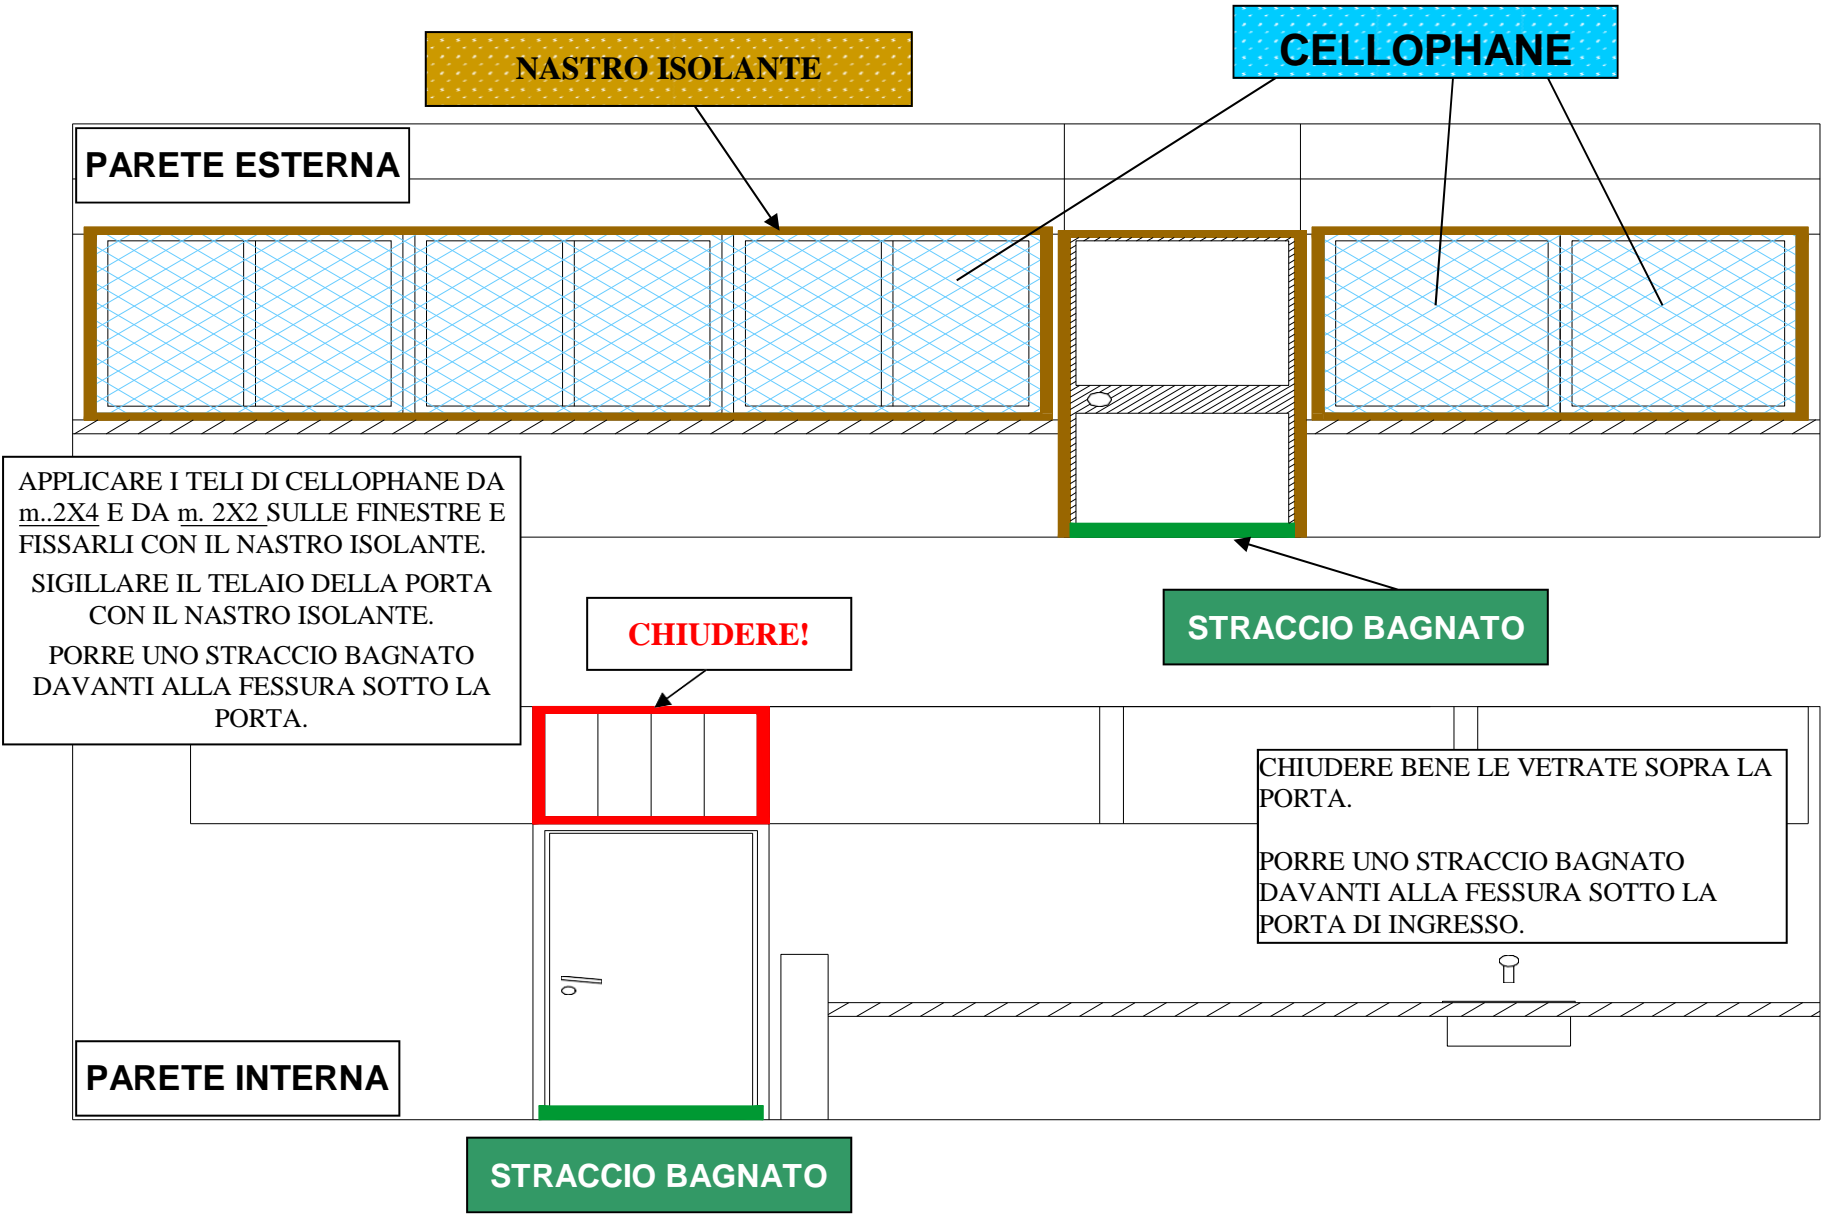 NASTRO ISOLANTE
CELLOPHANE
PARETE ESTERNA
APPLICARE I TELI DI CELLOPHANE DA
m..2X4 E DA m. 2X2 SULLE FINESTRE E
FISSARLI CON IL NASTRO ISOLANTE.
SIGILLARE IL TELAIO DELLA PORTA
CON IL NASTRO ISOLANTE.
PORRE UNO STRACCIO BAGNATO
DAVANTI ALLA FESSURA SOTTO LA
PORTA.
CHIUDERE!
STRACCIO BAGNATO
CHIUDERE BENE LE VETRATE SOPRA LA
PORTA.
PORRE UNO STRACCIO BAGNATO
DAVANTI ALLA FESSURA SOTTO LA
PORTA DI INGRESSO.
PARETE INTERNA
STRACCIO BAGNATO